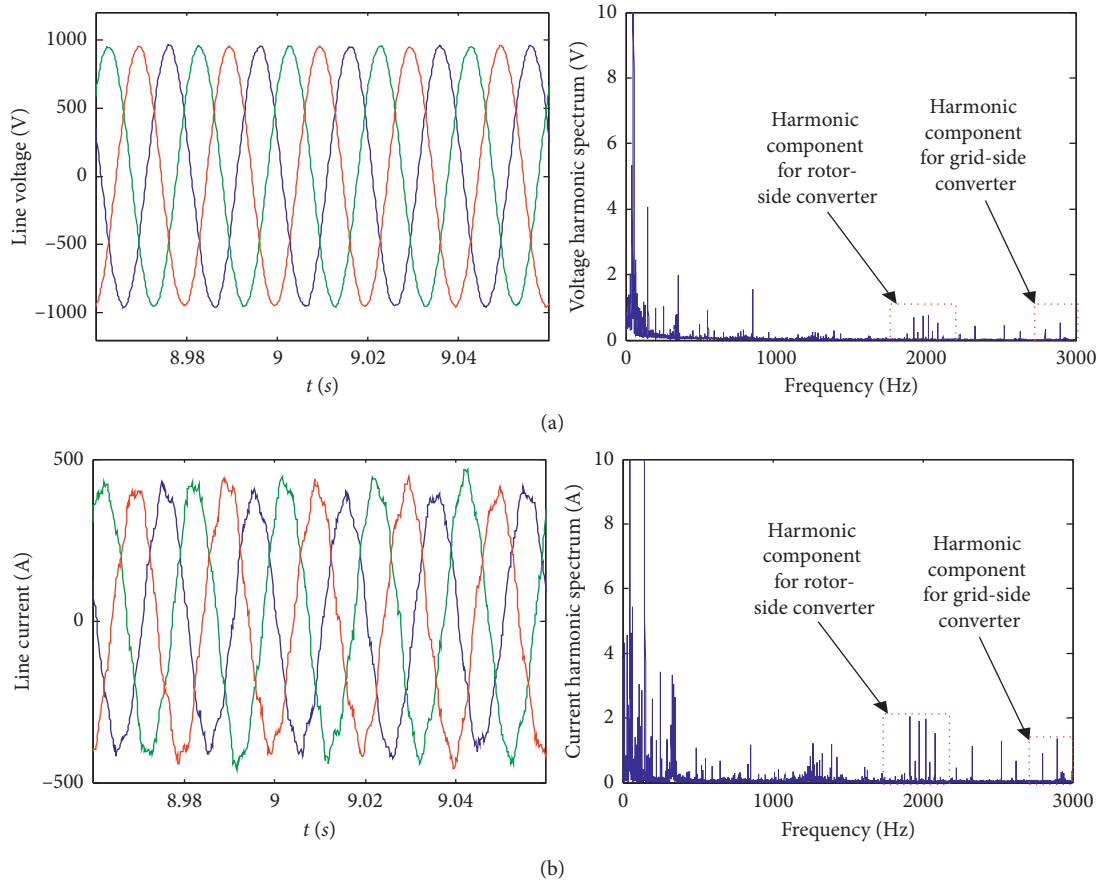 1000
500
0
−500
−1000
Line voltage (V)
8.98
9
9.02
9.04
t (s)
10
8
6
4
2
0
Voltage harmonic spectrum (V)
Harmonic
component
for rotor-
side converter
Harmonic
component
for grid-side
converter
0
1000
2000
3000
Frequency (Hz)
(a)
500
0
−500
Line current (A)
8.98
9
9.02
9.04
t (s)
10
8
6
4
2
0
Current harmonic spectrum (A)
Harmonic
component
for rotor-
side converter
Harmonic
component
for grid-side
converter
0
1000
2000
3000
Frequency (Hz)
(b)